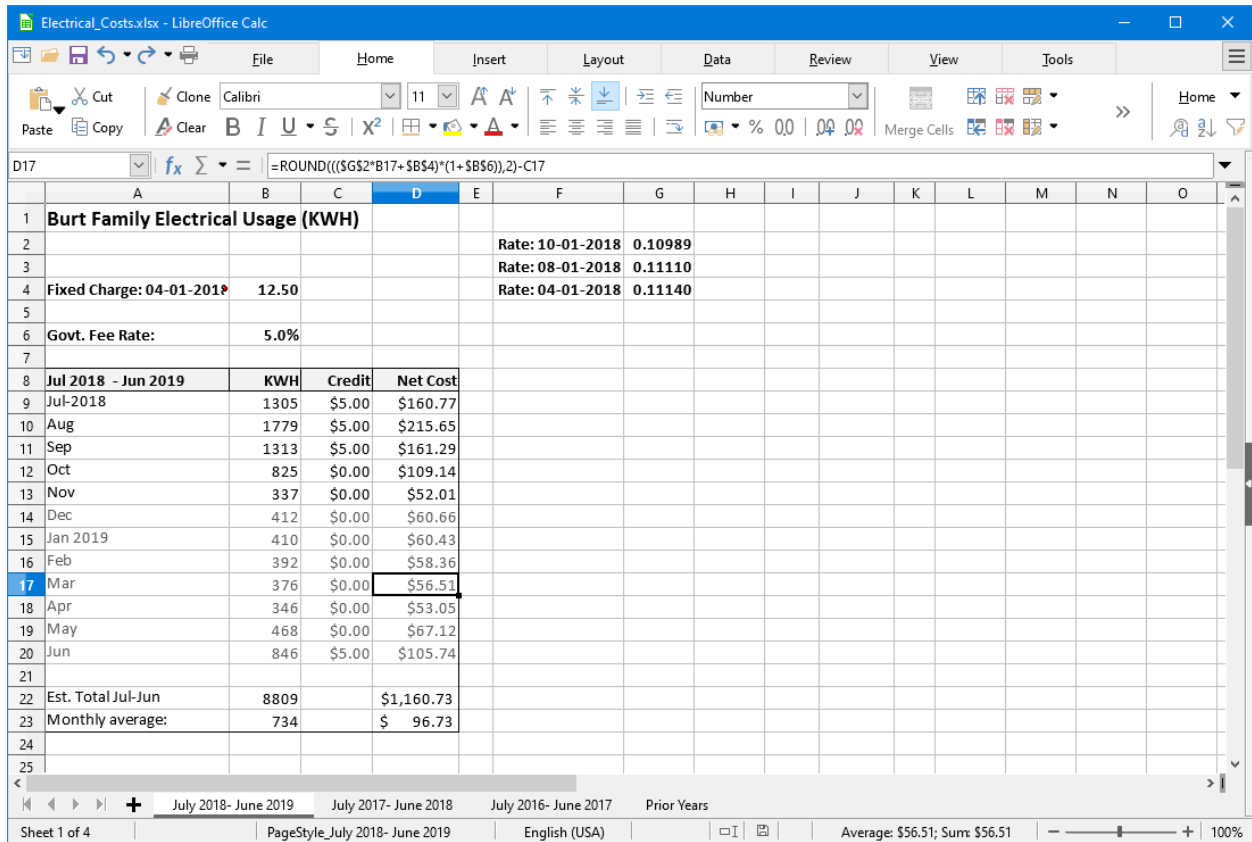 Electrical_Costs.xlsx - LibreOffice Calc
File Home Insert Layout Data Review View Tools
Cut Clone Calibri 11 Number Home
Paste Copy Clear B I U S X² A % 0.0 .00 .00 Merge Cells
D17 fx Σ = =ROUND((($G$2*B17+$B$4)*(1+$B$6)),2)-C17
A B C D E F G H I J K L M N O
1 Burt Family Electrical Usage (KWH)
2 Rate: 10-01-2018 0.10989
3 Rate: 08-01-2018 0.11110
4 Fixed Charge: 04-01-2018 12.50 Rate: 04-01-2018 0.11140
5
6 Govt. Fee Rate: 5.0%
7
8 Jul 2018 - Jun 2019 KWH Credit Net Cost
9 Jul-2018 1305 $5.00 $160.77
10 Aug 1779 $5.00 $215.65
11 Sep 1313 $5.00 $161.29
12 Oct 825 $0.00 $109.14
13 Nov 337 $0.00 $52.01
14 Dec 412 $0.00 $60.66
15 Jan 2019 410 $0.00 $60.43
16 Feb 392 $0.00 $58.36
17 Mar 376 $0.00 $56.51
18 Apr 346 $0.00 $53.05
19 May 468 $0.00 $67.12
20 Jun 846 $5.00 $105.74
21
22 Est. Total Jul-Jun 8809 $1,160.73
23 Monthly average: 734 $ 96.73
24
25
July 2018- June 2019 July 2017- June 2018 July 2016- June 2017 Prior Years
Sheet 1 of 4 PageStyle_July 2018- June 2019 English (USA) Average: $56.51; Sum: $56.51 100%